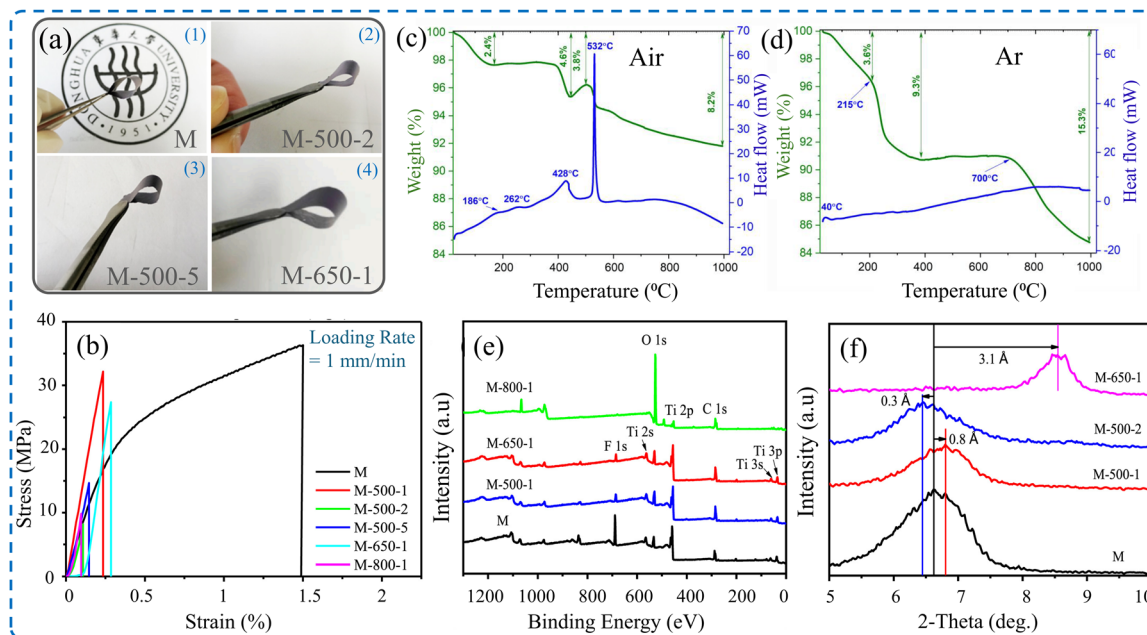 (a)
(1)
DONGHUA UNIVERSITY
1951
M
(2)
M-500-2
(3)
M-500-5
(4)
M-650-1
(b)
Loading Rate
= 1 mm/min
M
M-500-1
M-500-2
M-500-5
M-650-1
M-800-1
Stress (MPa)
40
30
20
10
0
0 0.5 1 1.5 2
Strain (%)
(c)
Air
Weight (%)
100
98
96
94
92
90
88
86
84
2.4%
4.6%
3.8%
532°C
8.2%
186°C
262°C
428°C
Heat flow (mW)
70
60
50
40
30
20
10
0
-10
-20
200 400 600 800 1000
Temperature (ºC)
(d)
Ar
Weight (%)
100
98
96
94
92
90
88
86
84
3.6%
9.3%
15.3%
215°C
700°C
40°C
Heat flow (mW)
60
40
20
0
-20
0 200 400 600 800 1000
Temperature (ºC)
(e)
O 1s
M-800-1
Ti 2p
C 1s
M-650-1
F 1s
Ti 2s
Ti 3p
Ti 3s
M-500-1
M
Intensity (a.u)
1200 1000 800 600 400 200 0
Binding Energy (eV)
(f)
3.1 Å
M-650-1
0.3 Å
M-500-2
0.8 Å
M-500-1
M
Intensity (a.u)
5 6 7 8 9 10
2-Theta (deg.)